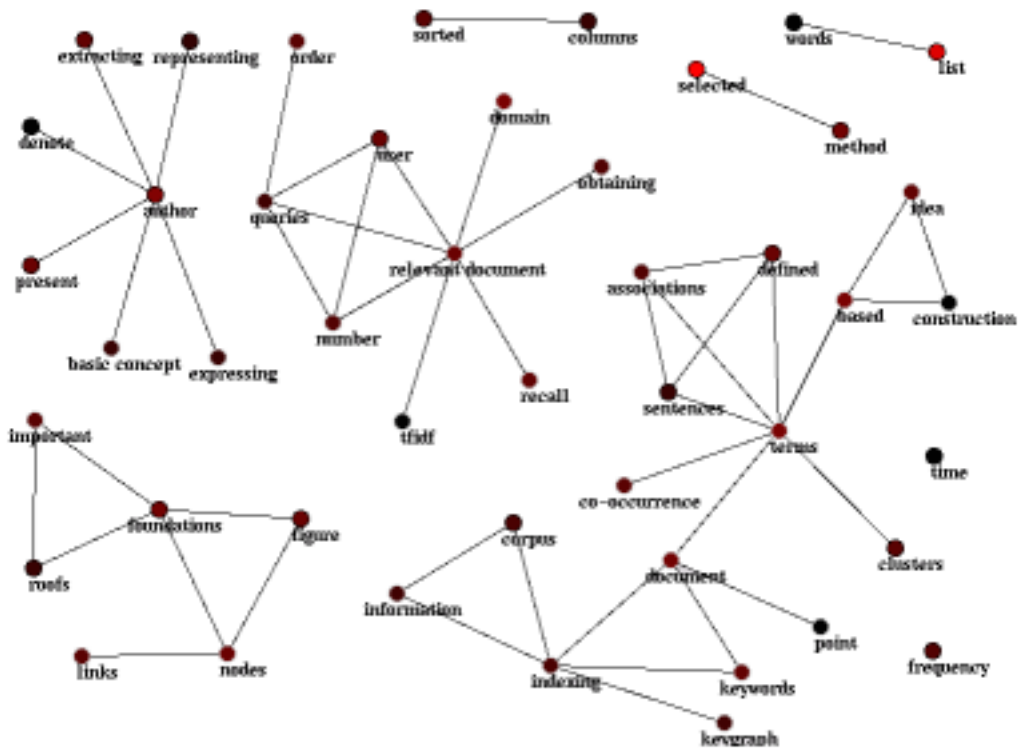 sorted
columns
words
list
extracting
representing
order
selected
method
domain
denote
user
obtaining
author
queries
idea
relevant document
defined
associations
present
based
construction
number
basic concept
expressing
recall
sentences
tfidf
important
terms
time
co-occurrence
foundations
figure
corpus
clusters
roofs
document
information
point
links
nodes
indexing
keywords
frequency
keygraph